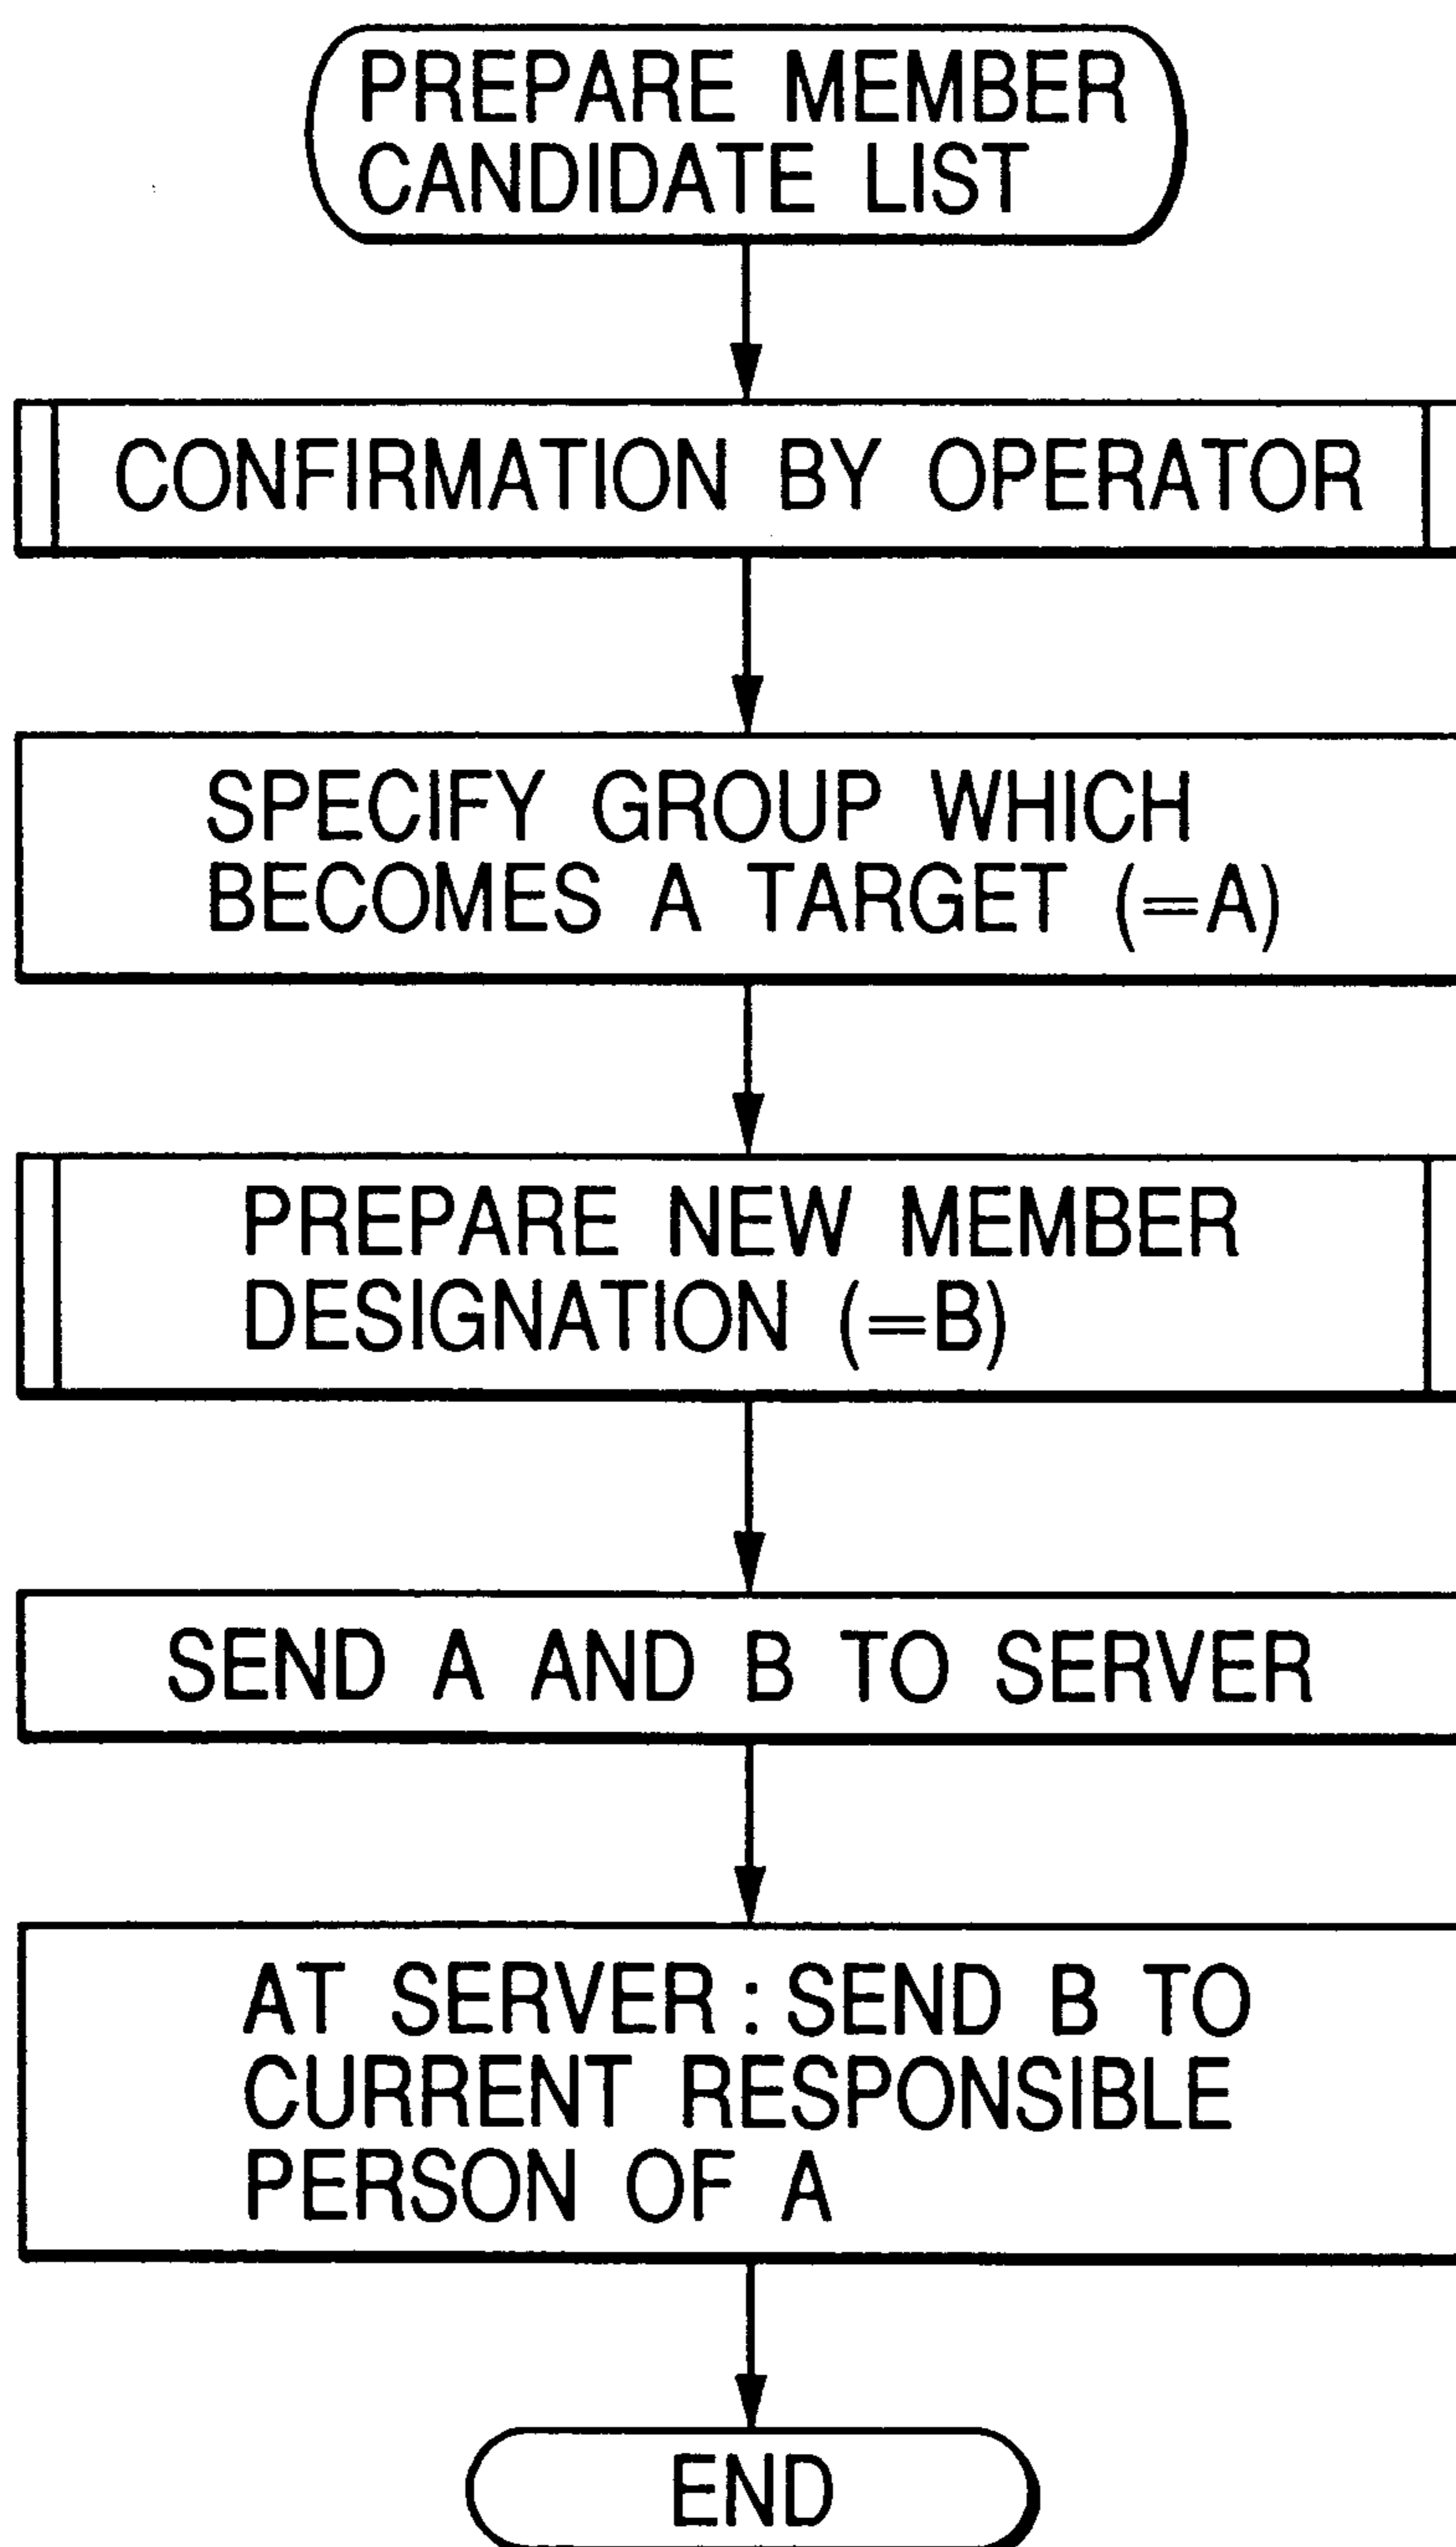 PREPARE MEMBER
CANDIDATE LIST
CONFIRMATION BY OPERATOR
SPECIFY GROUP WHICH
BECOMES A TARGET (=A)
PREPARE NEW MEMBER
DESIGNATION (=B)
SEND A AND B TO SERVER
AT SERVER : SEND B TO
CURRENT RESPONSIBLE
PERSON OF A
END